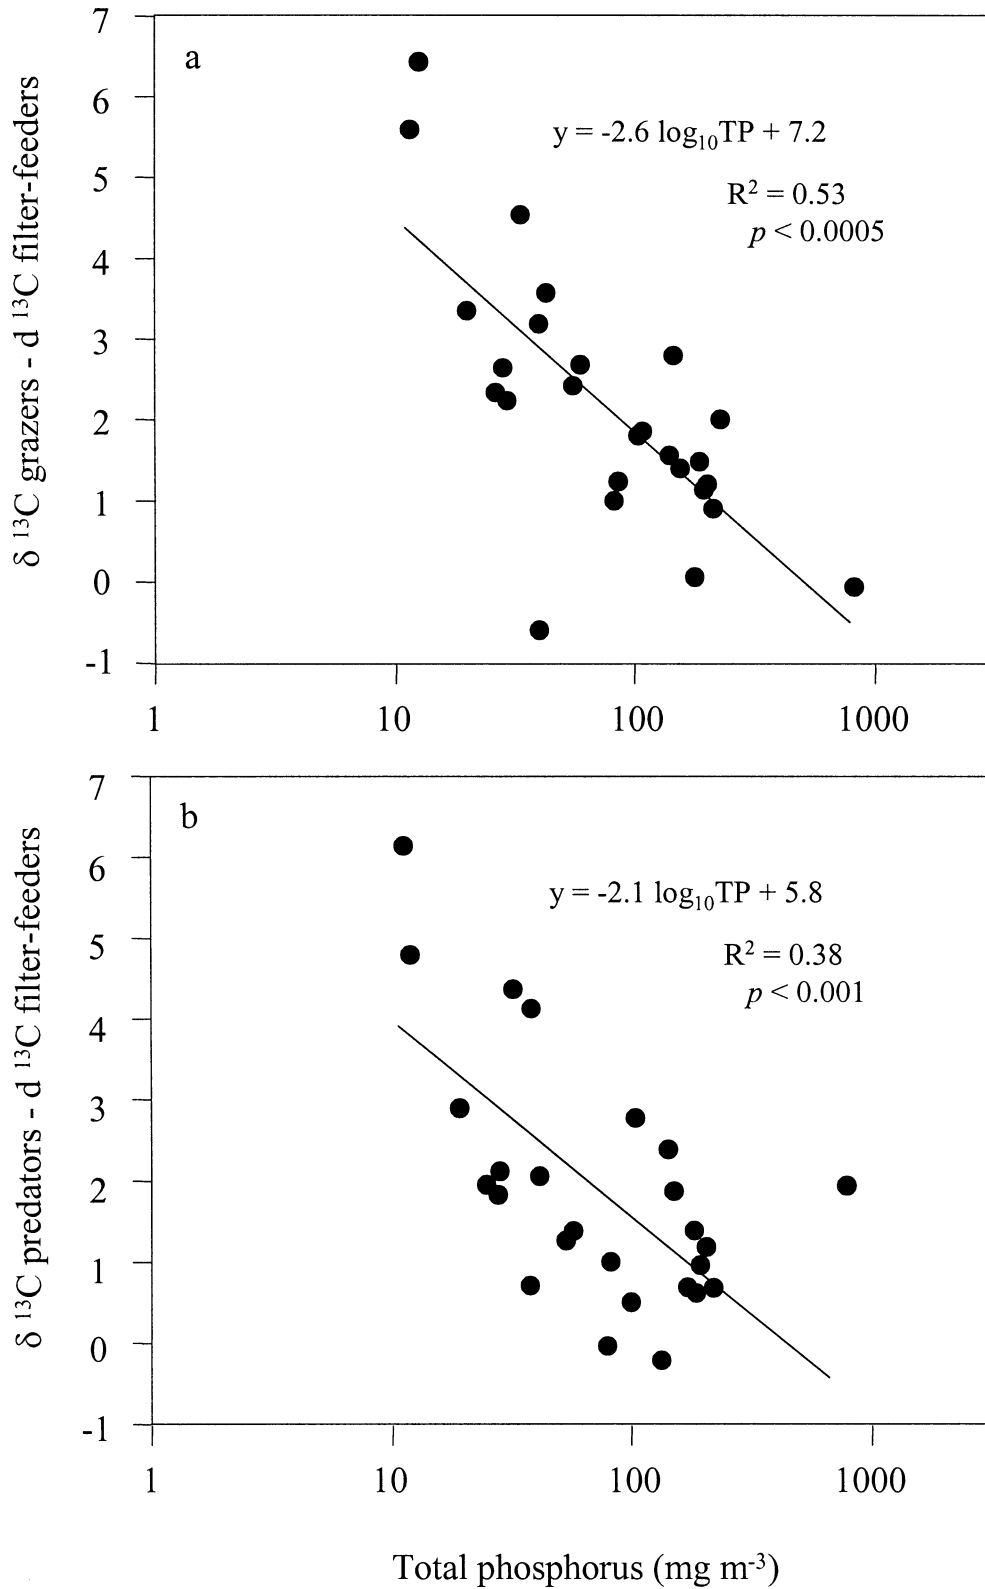 7
a
6
y = -2.6 log₁₀TP + 7.2
5
R² = 0.53
p < 0.0005
4
3
2
1
0
-1
δ ¹³C grazers - d ¹³C filter-feeders
1 10 100 1000
7
b
6
y = -2.1 log₁₀TP + 5.8
5
R² = 0.38
p < 0.001
4
3
2
1
0
-1
δ ¹³C predators - d ¹³C filter-feeders
1 10 100 1000
Total phosphorus (mg m⁻³)